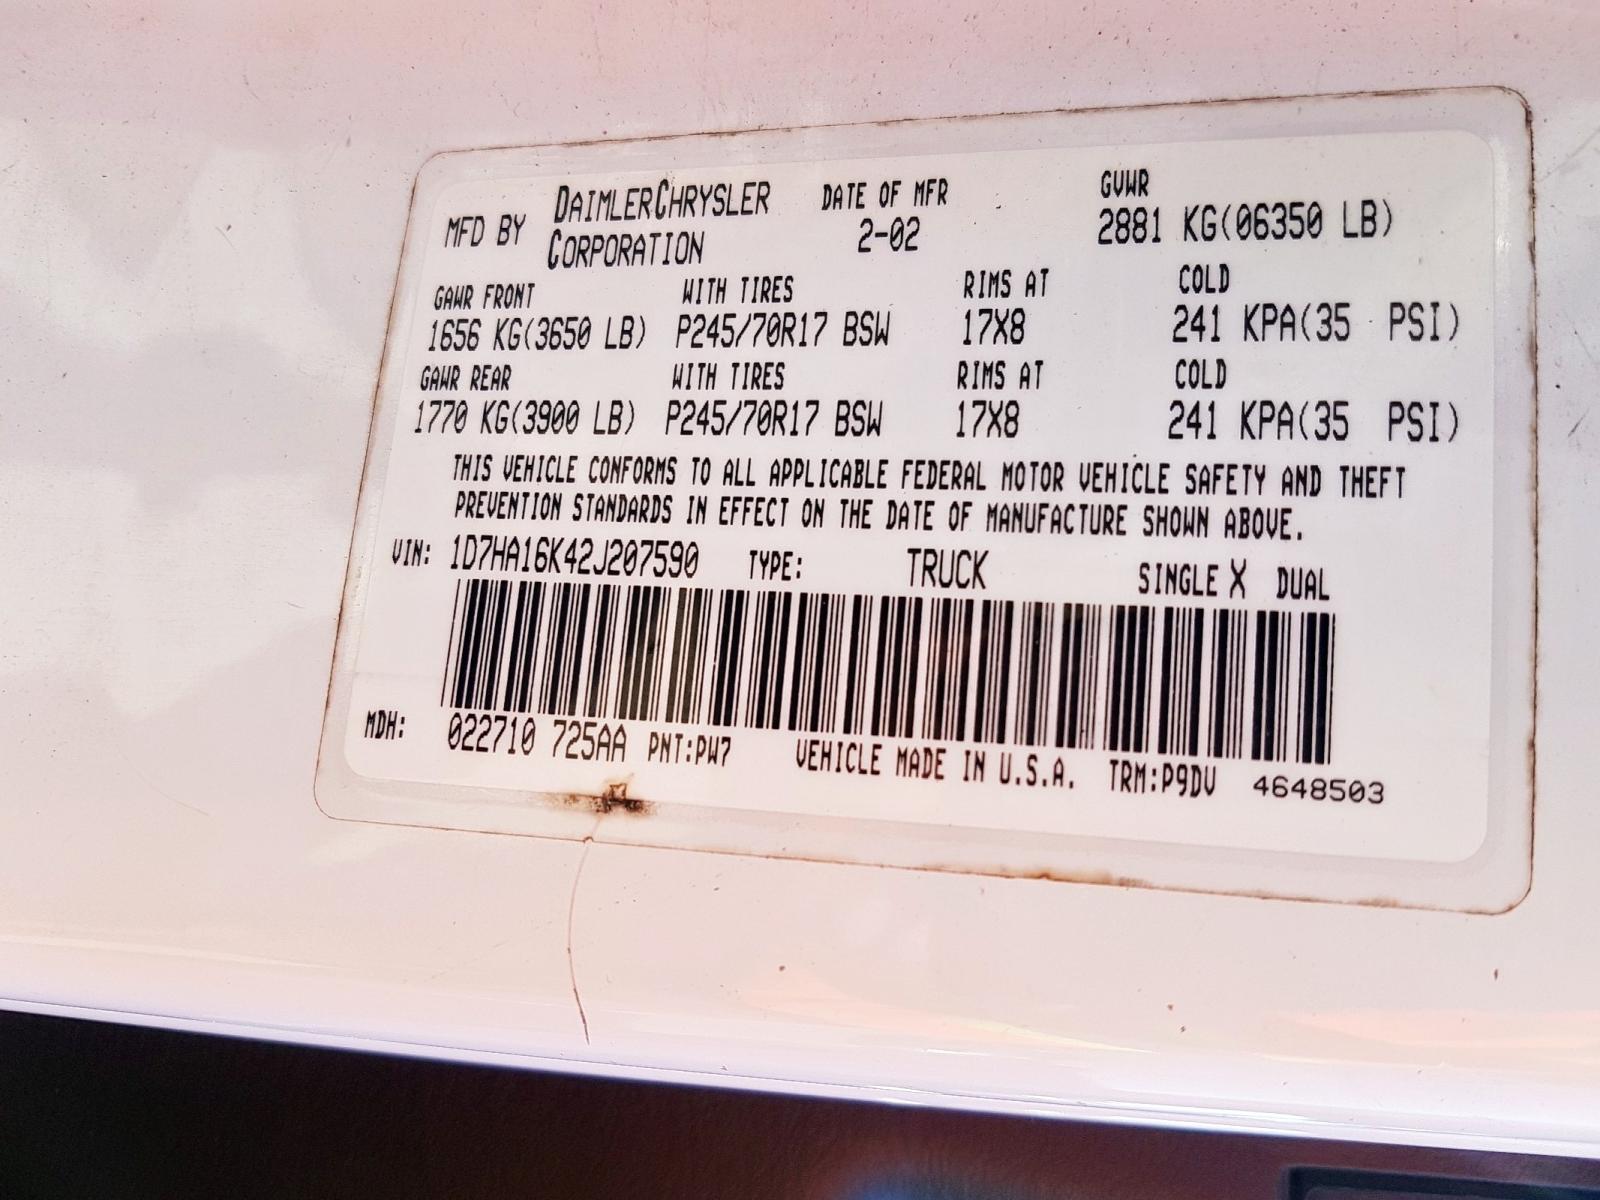 MFD BY DAIMLERCHRYSLER CORPORATION DATE OF MFR 2-02 GVWR 2881 KG(06350 LB)
GAWR FRONT WITH TIRES RIMS AT COLD
1656 KG(3650 LB) P245/70R17 BSW 17X8 241 KPA(35 PSI)
GAWR REAR WITH TIRES RIMS AT COLD
1770 KG(3900 LB) P245/70R17 BSW 17X8 241 KPA(35 PSI)
THIS VEHICLE CONFORMS TO ALL APPLICABLE FEDERAL MOTOR VEHICLE SAFETY AND THEFT
PREVENTION STANDARDS IN EFFECT ON THE DATE OF MANUFACTURE SHOWN ABOVE.
VIN: 1D7HA16K42J207590 TYPE: TRUCK SINGLE X DUAL
MDH: 022710 725AA PNT:PW7 VEHICLE MADE IN U.S.A. TRM:P9DV 4648503